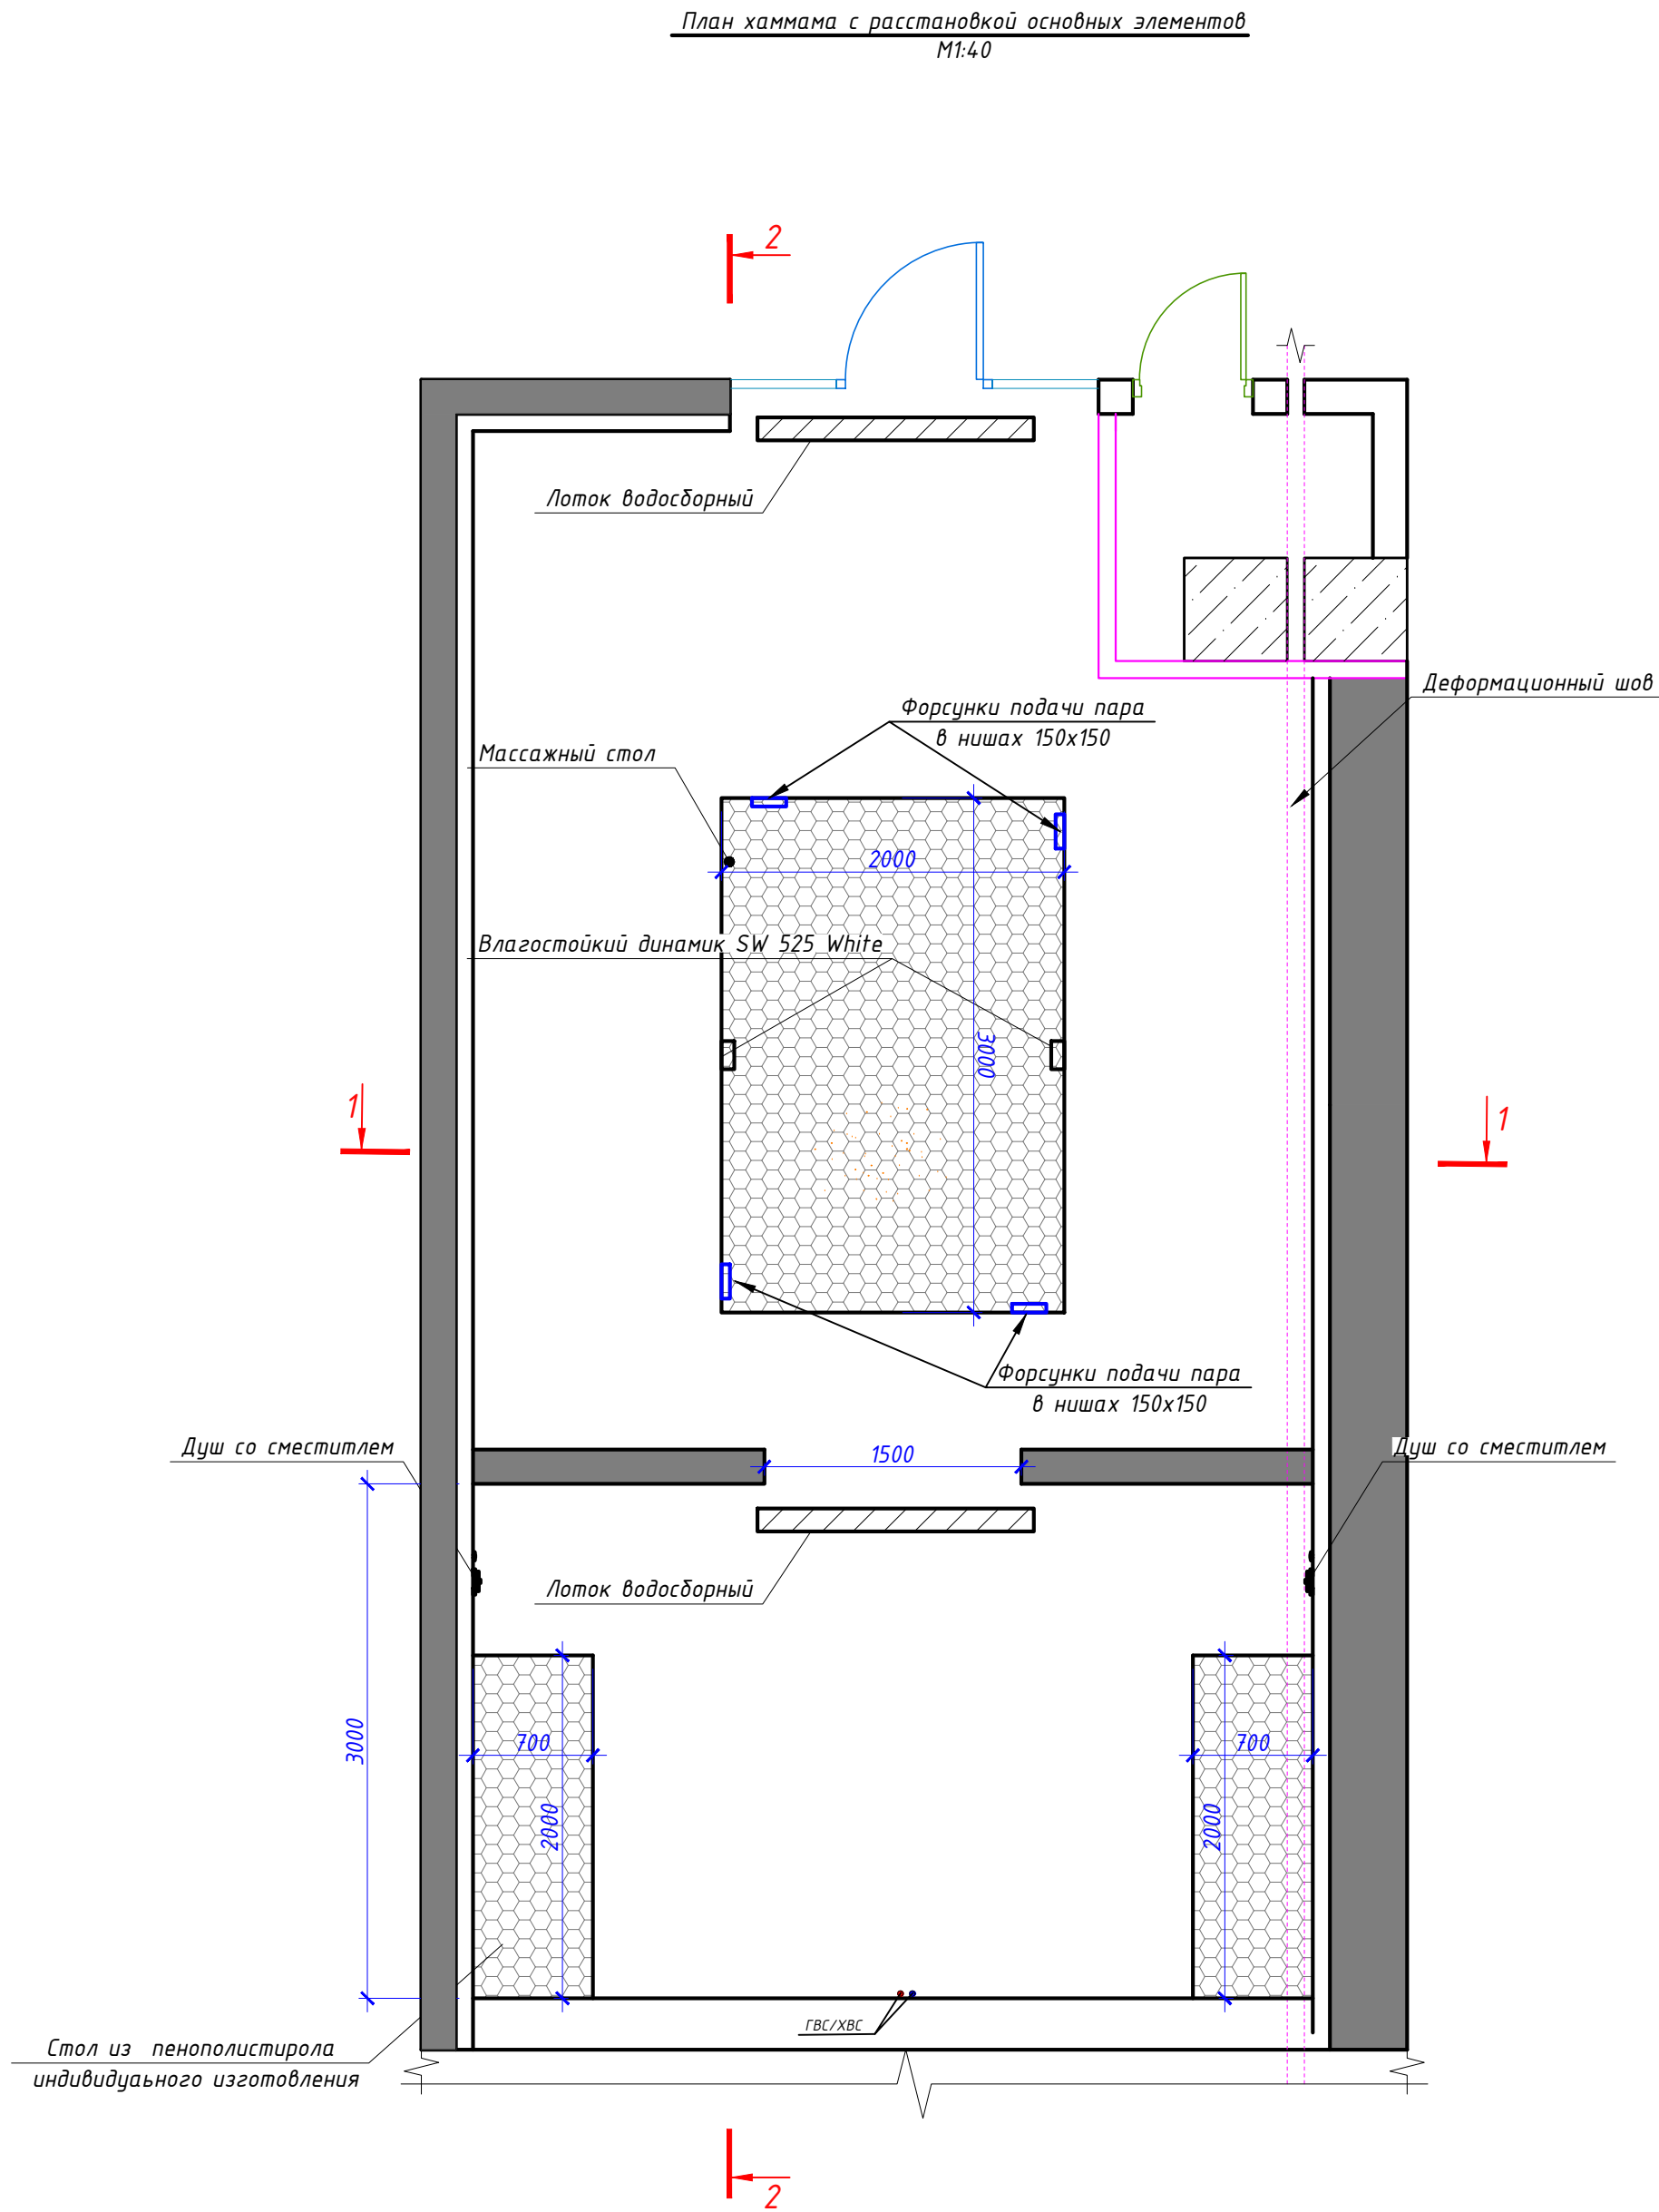 План хаммама с расстановкой основных элементов
М1:40
2
Лоток водосборный
Деформационный шов
Форсунки подачи пара
в нишах 150х150
Массажный стол
2000
Влагостойкий динамик SW 525 White
3000
1
1
Форсунки подачи пара
в нишах 150х150
Душ со сместитлем
1500
Душ со сместитлем
Лоток водосборный
3000
700
700
2000
2000
ГВС/ХВС
Стол из пенополистирола
индивидуаьного изготовления
2